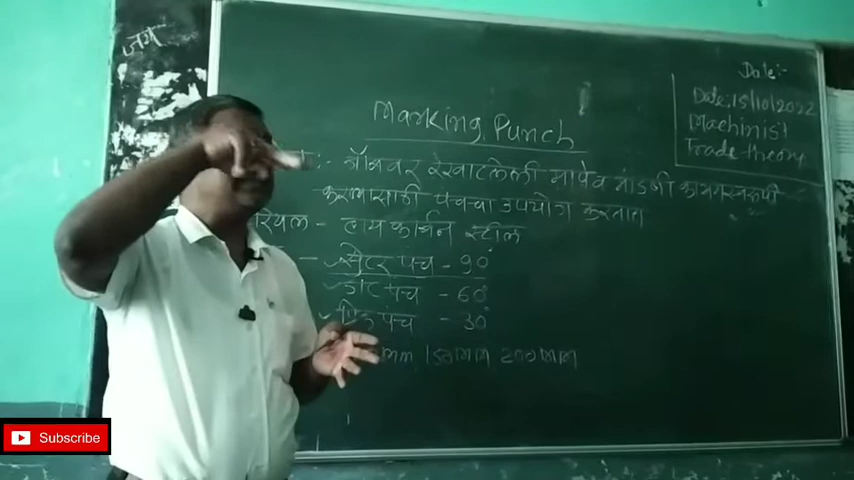 Marking Punch
जॉबवर रेखाटलेली मापे व मांडणी कायमस्वरूपी
करण्यासाठी पंचचा उपयोग करतात
रियल - हाय कार्बन स्टील
सेंटर पंच - 90°
डॉट पंच - 60°
प्रिक पंच - 30°
mm 150mm 200mm
Date:-
Date:15/10/2022
Machinist
Trade theory
Subscribe